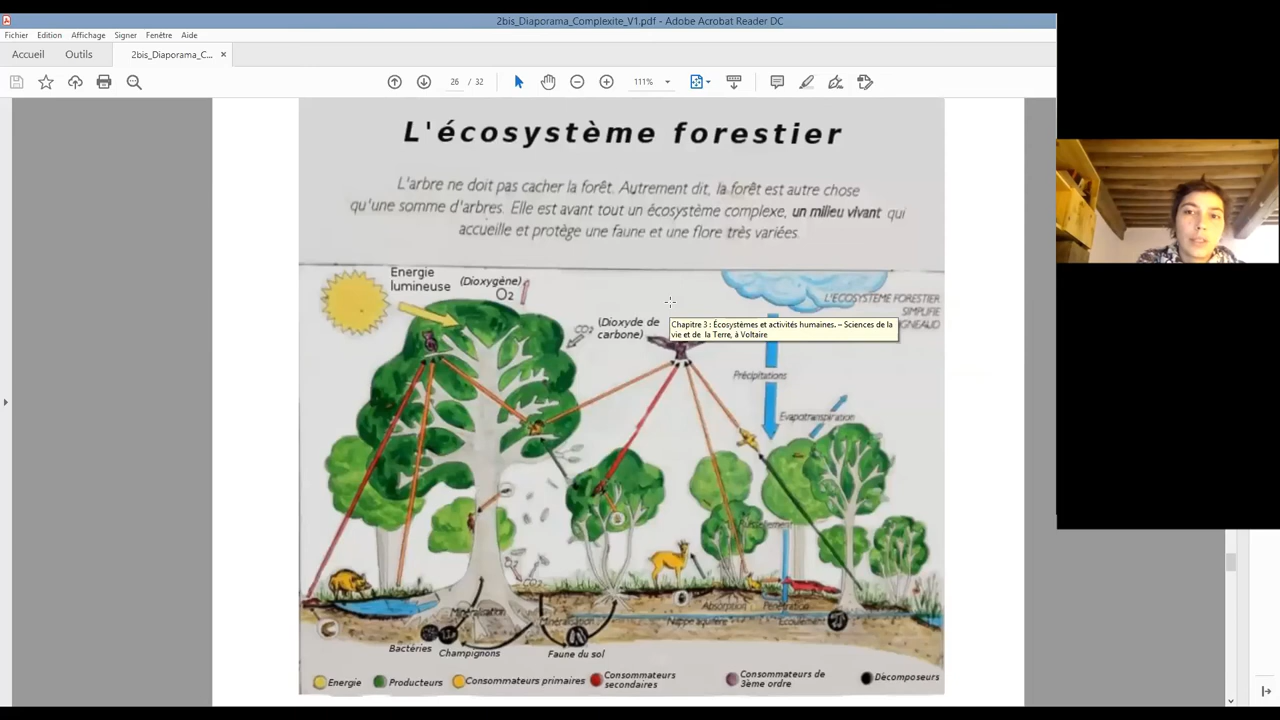 2bis_Diaporama_Complexite_V1.pdf - Adobe Acrobat Reader DC
Fichier Edition Affichage Signer Fenêtre Aide
Accueil Outils 2bis_Diaporama_C... ×
26 / 32 111%
L'écosystème forestier
L'arbre ne doit pas cacher la forêt. Autrement dit, la forêt est autre chose
qu'une somme d'arbres. Elle est avant tout un écosystème complexe, un milieu vivant qui
accueille et protège une faune et une flore très variées.
Energie
lumineuse
(Dioxygène)
O2
CO2
(Dioxyde de
carbone)
L'ECOSYSTEME FORESTIER
SIMPLIFIE
Chapitre 3 : Écosystèmes et activités humaines. – Sciences de la
vie et de la Terre, à Voltaire
Précipitations
Evapotranspiration
Ruissellement
CO2
Minéralisation
Minéralisation
Nappe aquifère
Absorption
Pénétration
Ecoulement
Bactéries
Champignons
Faune du sol
Energie
Producteurs
Consommateurs primaires
Consommateurs
secondaires
Consommateurs de
3ème ordre
Décomposeurs